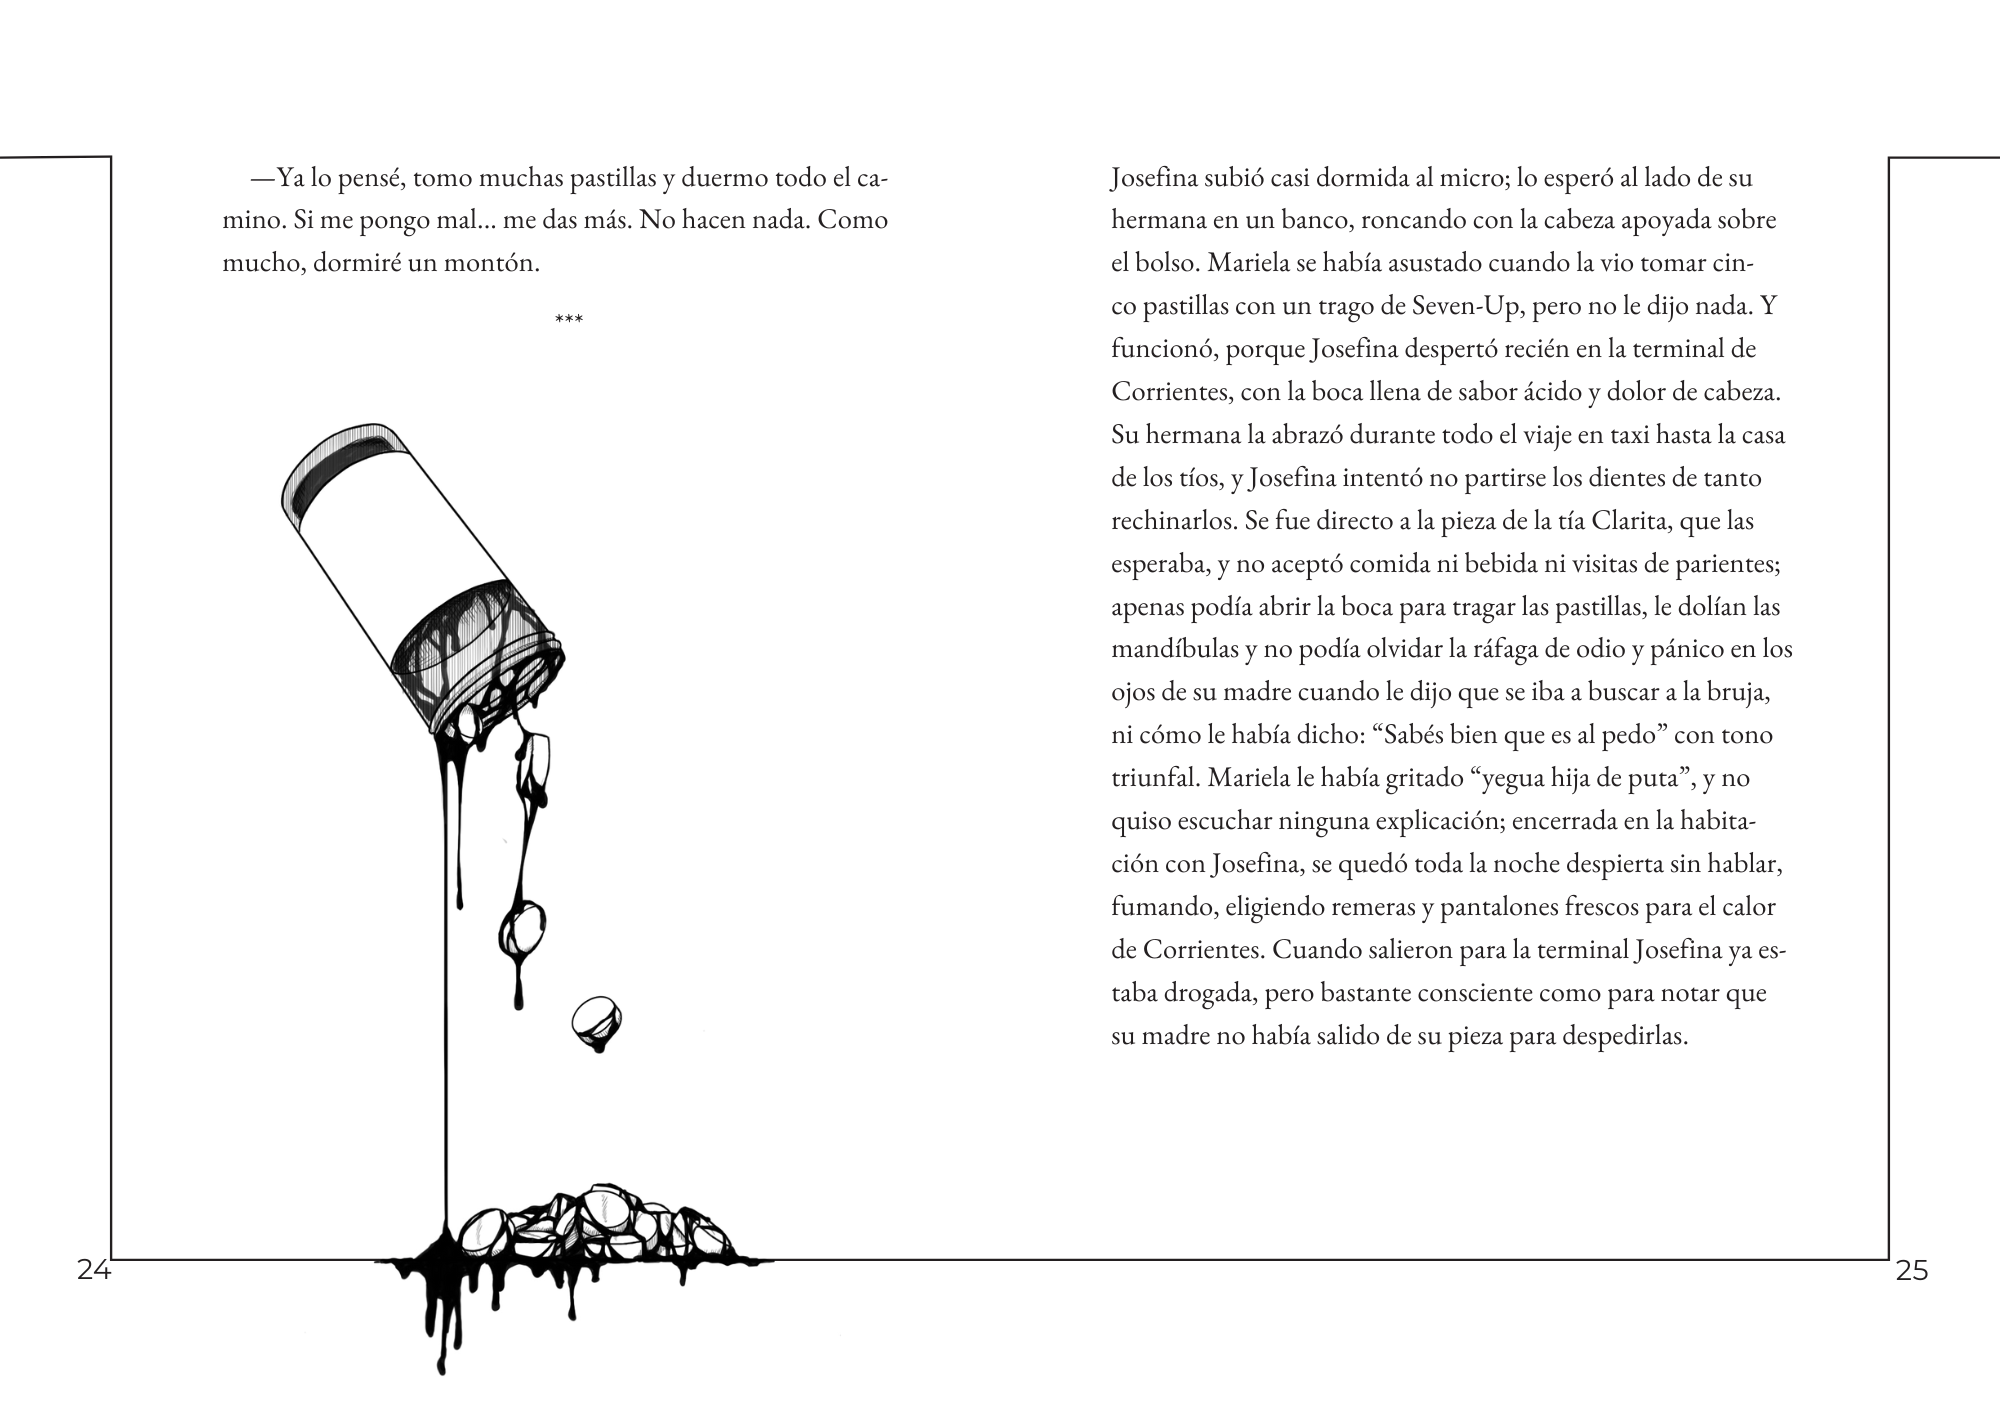 —Ya lo pensé, tomo muchas pastillas y duermo todo el ca-
mino. Si me pongo mal... me das más. No hacen nada. Como
mucho, dormiré un montón.
***
24
Josefina subió casi dormida al micro; lo esperó al lado de su
hermana en un banco, roncando con la cabeza apoyada sobre
el bolso. Mariela se había asustado cuando la vio tomar cin-
co pastillas con un trago de Seven-Up, pero no le dijo nada. Y
funcionó, porque Josefina despertó recién en la terminal de
Corrientes, con la boca llena de sabor ácido y dolor de cabeza.
Su hermana la abrazó durante todo el viaje en taxi hasta la casa
de los tíos, y Josefina intentó no partirse los dientes de tanto
rechinarlos. Se fue directo a la pieza de la tía Clarita, que las
esperaba, y no aceptó comida ni bebida ni visitas de parientes;
apenas podía abrir la boca para tragar las pastillas, le dolían las
mandíbulas y no podía olvidar la ráfaga de odio y pánico en los
ojos de su madre cuando le dijo que se iba a buscar a la bruja,
ni cómo le había dicho: “Sabés bien que es al pedo” con tono
triunfal. Mariela le había gritado “yegua hija de puta”, y no
quiso escuchar ninguna explicación; encerrada en la habita-
ción con Josefina, se quedó toda la noche despierta sin hablar,
fumando, eligiendo remeras y pantalones frescos para el calor
de Corrientes. Cuando salieron para la terminal Josefina ya es-
taba drogada, pero bastante consciente como para notar que
su madre no había salido de su pieza para despedirlas.
25